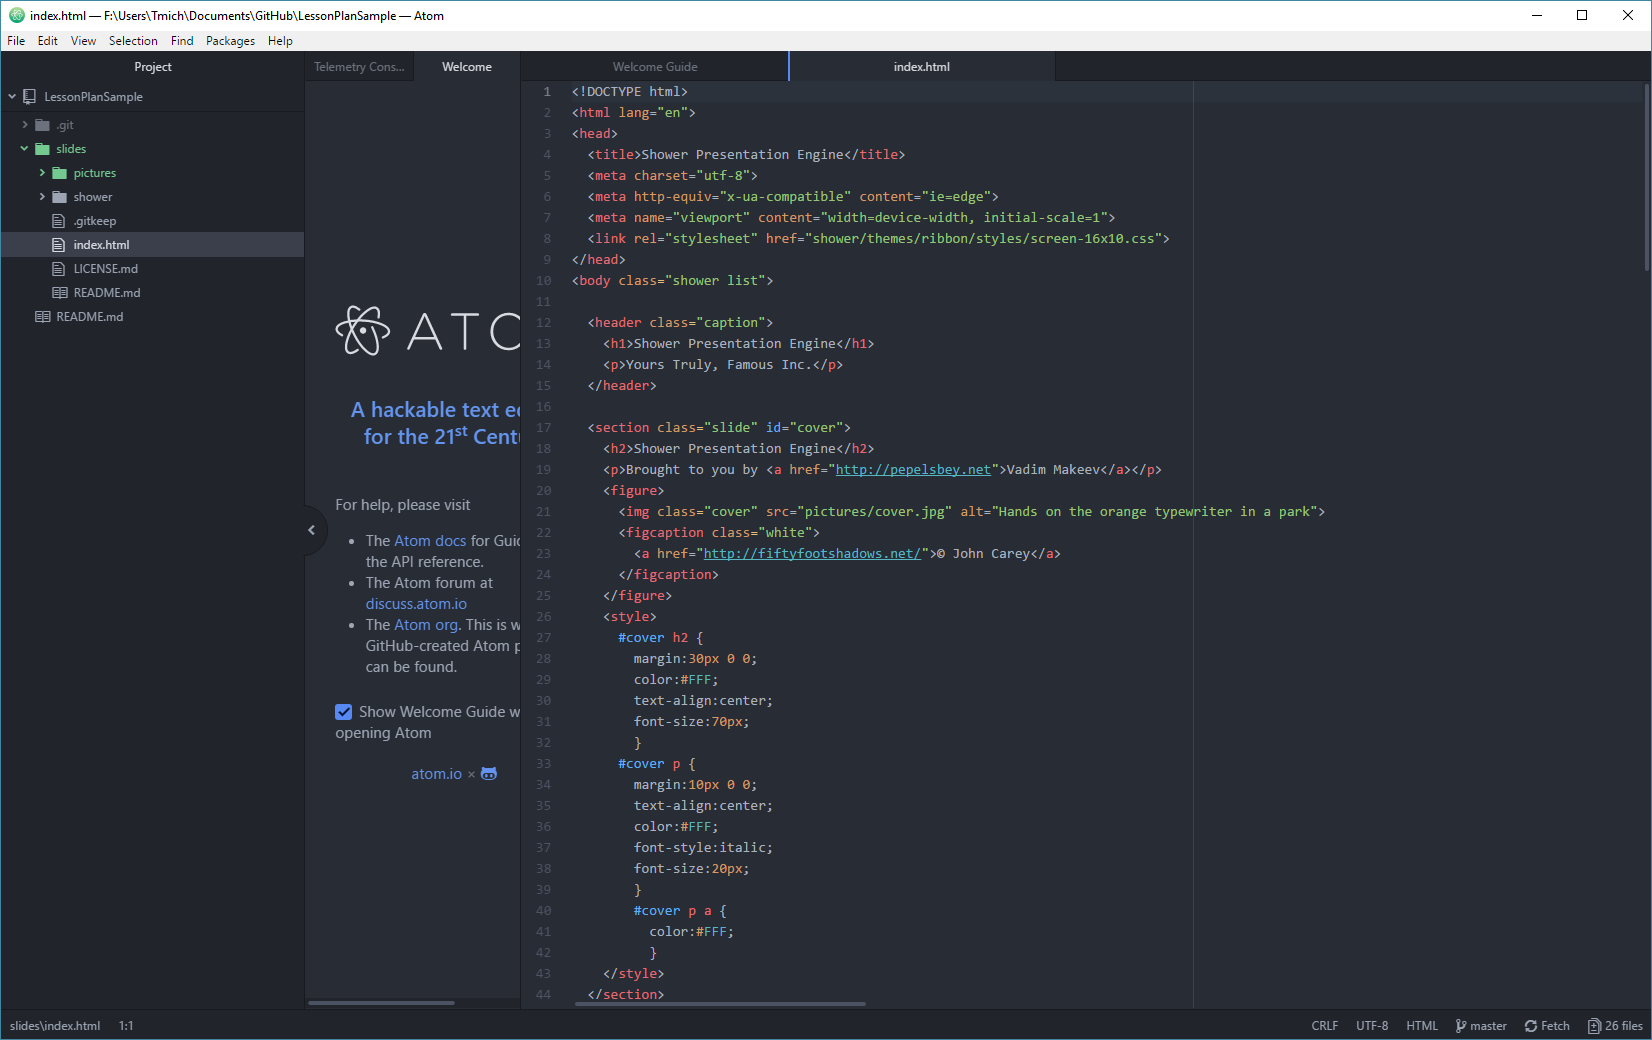 index.html — F:\Users\Tmich\Documents\GitHub\LessonPlanSample — Atom
File Edit View Selection Find Packages Help
Project
LessonPlanSample
.git
slides
pictures
shower
.gitkeep
index.html
LICENSE.md
README.md
README.md
Telemetry Cons... Welcome
ATO
A hackable text e
for the 21st Cent
For help, please visit
The Atom docs for Guid
the API reference.
The Atom forum at
discuss.atom.io
The Atom org. This is w
GitHub-created Atom p
can be found.
Show Welcome Guide w
opening Atom
atom.io ×
Welcome Guide index.html
1 <!DOCTYPE html>
2 <html lang="en">
3 <head>
4 <title>Shower Presentation Engine</title>
5 <meta charset="utf-8">
6 <meta http-equiv="x-ua-compatible" content="ie=edge">
7 <meta name="viewport" content="width=device-width, initial-scale=1">
8 <link rel="stylesheet" href="shower/themes/ribbon/styles/screen-16x10.css">
9 </head>
10 <body class="shower list">
11
12 <header class="caption">
13 <h1>Shower Presentation Engine</h1>
14 <p>Yours Truly, Famous Inc.</p>
15 </header>
16
17 <section class="slide" id="cover">
18 <h2>Shower Presentation Engine</h2>
19 <p>Brought to you by <a href="http://pepelsbey.net">Vadim Makeev</a></p>
20 <figure>
21 <img class="cover" src="pictures/cover.jpg" alt="Hands on the orange typewriter in a park">
22 <figcaption class="white">
23 <a href="http://fiftyfootshadows.net/">© John Carey</a>
24 </figcaption>
25 </figure>
26 <style>
27 #cover h2 {
28 margin:30px 0 0;
29 color:#FFF;
30 text-align:center;
31 font-size:70px;
32 }
33 #cover p {
34 margin:10px 0 0;
35 text-align:center;
36 color:#FFF;
37 font-style:italic;
38 font-size:20px;
39 }
40 #cover p a {
41 color:#FFF;
42 }
43 </style>
44 </section>
slides\index.html 1:1
CRLF UTF-8 HTML master Fetch 26 files